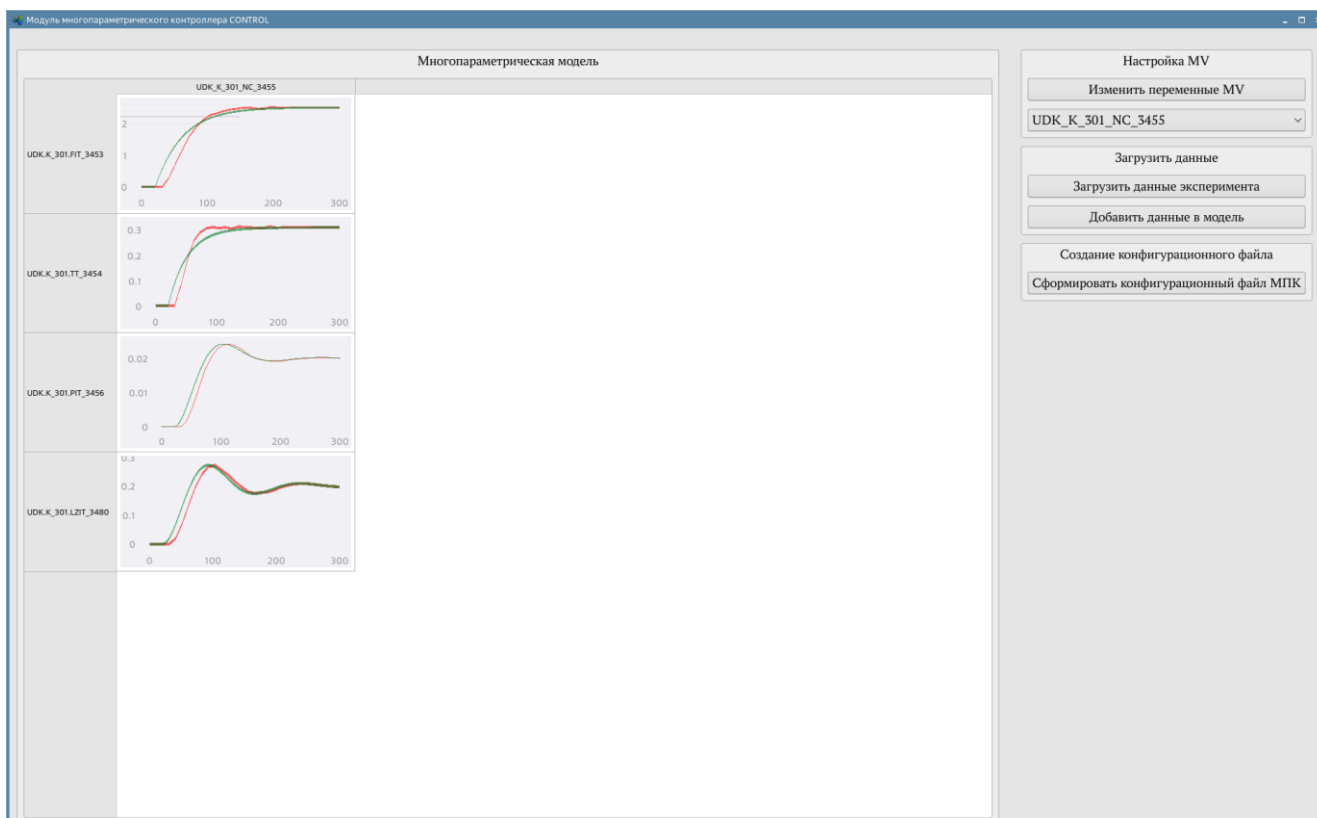 Модуль многопараметрического контроллера CONTROL
Многопараметрическая модель
UDK_K_301_NC_3455
UDK.K_301.FIT_3453
2
1
0
0 100 200 300
UDK.K_301.TT_3454
0.3
0.2
0.1
0
0 100 200 300
UDK.K_301.PIT_3456
0.02
0.01
0
0 100 200 300
UDK.K_301.LZIT_3480
0.3
0.2
0.1
0
0 100 200 300
Настройка MV
Изменить переменные MV
UDK_K_301_NC_3455
Загрузить данные
Загрузить данные эксперимента
Добавить данные в модель
Создание конфигурационного файла
Сформировать конфигурационный файл МПК